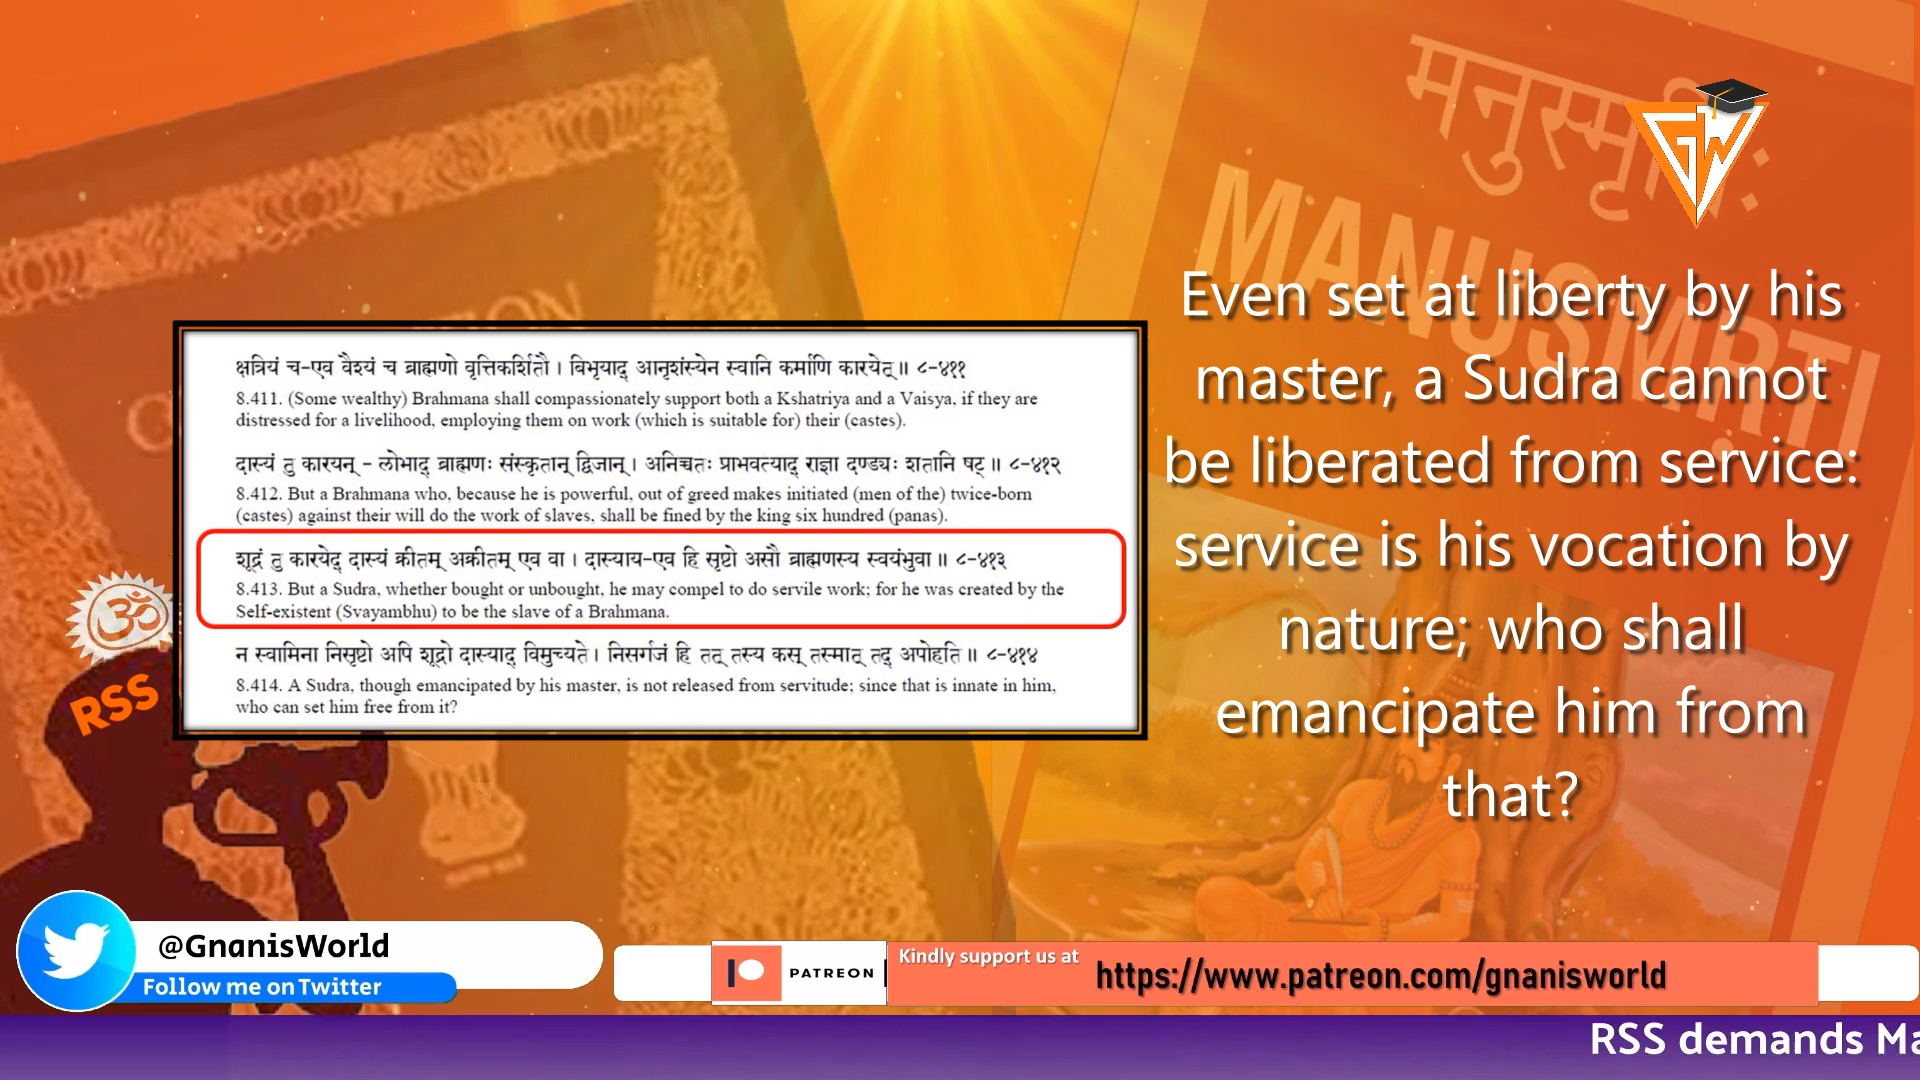 मनुस्मृतिः
MANUSMRTI
GW
Even set at liberty by his
master, a Sudra cannot
be liberated from service:
service is his vocation by
nature; who shall
emancipate him from
that?
क्षत्रियं च-एव वैश्यं च ब्राह्मणो वृत्तिकर्शितौ । बिभृयाद् आनृशंस्येन स्वानि कर्माणि कारयेत् ॥ ८-४११
8.411. (Some wealthy) Brahmana shall compassionately support both a Kshatriya and a Vaisya, if they are
distressed for a livelihood, employing them on work (which is suitable for) their (castes).
दास्यं तु कारयन् - लोभाद् ब्राह्मणः संस्कृतान् द्विजान् । अनिच्चतः प्राभवत्याद् राज्ञा दण्ड्यः शतानि षट् ॥ ८-४१२
8.412. But a Brahmana who, because he is powerful, out of greed makes initiated (men of the) twice-born
(castes) against their will do the work of slaves, shall be fined by the king six hundred (panas).
शूद्रं तु कारयेद् दास्यं क्रीतम् अक्रीतम् एव वा । दास्याय-एव हि सृष्टो असौ ब्राह्मणस्य स्वयंभुवा ॥ ८-४१३
8.413. But a Sudra, whether bought or unbought, he may compel to do servile work; for he was created by the
Self-existent (Svayambhu) to be the slave of a Brahmana.
न स्वामिना निसृष्टो अपि शूद्रो दास्याद् विमुच्यते । निसर्गजं हि तत् तस्य कस् तस्मात् तद् अपोहति ॥ ८-४१४
8.414. A Sudra, though emancipated by his master, is not released from servitude; since that is innate in him,
who can set him free from it?
ॐ
RSS
@GnanisWorld
Follow me on Twitter
PATREON
Kindly support us at
https://www.patreon.com/gnanisworld
RSS demands Ma